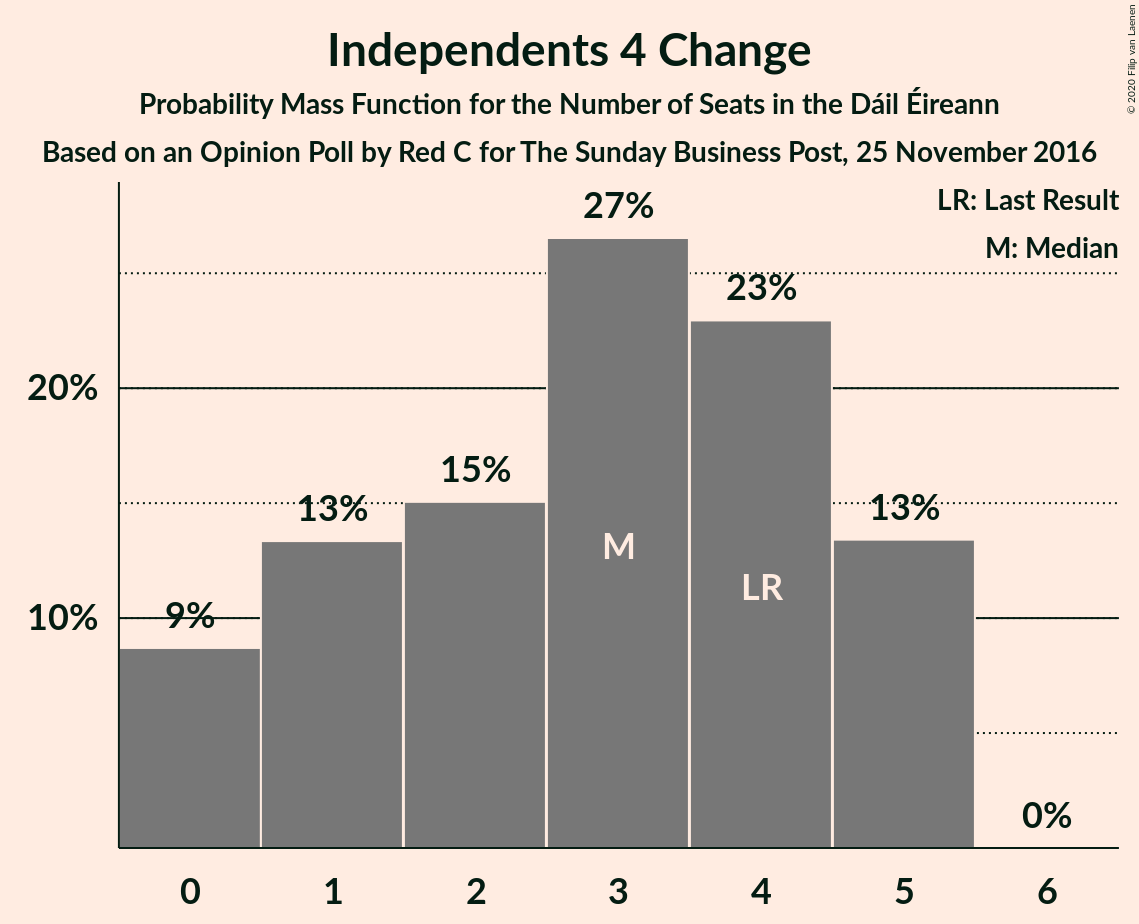 Independents 4 Change
Probability Mass Function for the Number of Seats in the Dáil Éireann
Based on an Opinion Poll by Red C for The Sunday Business Post, 25 November 2016
© 2020 Filip van Laenen
LR: Last Result
M: Median
27%
23%
20%
15%
13%
13%
M
LR
10%
9%
0%
0 1 2 3 4 5 6